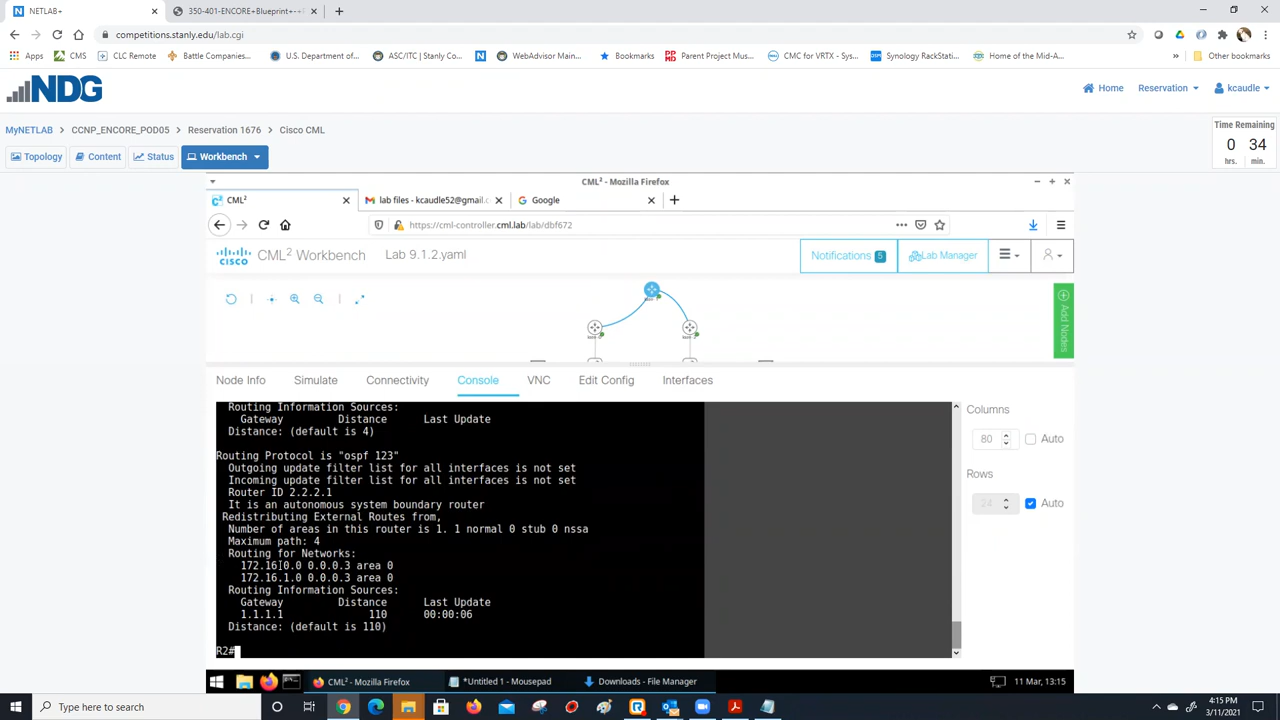 NETLAB+
350-401-ENCORE+Blueprint+-+
competitions.stanly.edu/lab.cgi
Apps
CMS
CLC Remote
Battle Companies...
U.S. Department of...
ASC/ITC | Stanly Co...
WebAdvisor Main...
Bookmarks
Parent Project Mus...
CMC for VRTX - Sys...
Synology RackStati...
Home of the Mid-A...
»
Other bookmarks
NDG
Home
Reservation
kcaudle
MyNETLAB > CCNP_ENCORE_POD05 > Reservation 1676 > Cisco CML
Time Remaining
0 34
hrs. min.
Topology
Content
Status
Workbench
CML² - Mozilla Firefox
CML²
lab files - kcaudle52@gmail.c
Google
https://cml-controller.cml.lab/lab/dbf672
CISCO
CML² Workbench
Lab 9.1.2.yaml
Notifications 5
Lab Manager
Add Nodes
Node Info
Simulate
Connectivity
Console
VNC
Edit Config
Interfaces
Routing Information Sources:
Gateway Distance Last Update
Distance: (default is 4)
Routing Protocol is "ospf 123"
Outgoing update filter list for all interfaces is not set
Incoming update filter list for all interfaces is not set
Router ID 2.2.2.1
It is an autonomous system boundary router
Redistributing External Routes from,
Number of areas in this router is 1. 1 normal 0 stub 0 nssa
Maximum path: 4
Routing for Networks:
172.16.0.0 0.0.0.3 area 0
172.16.1.0 0.0.0.3 area 0
Routing Information Sources:
Gateway Distance Last Update
1.1.1.1 110 00:00:06
Distance: (default is 110)
R2#
Columns
80
Auto
Rows
24
Auto
CML² - Mozilla Firefox
*Untitled 1 - Mousepad
Downloads - File Manager
11 Mar, 13:15
Type here to search
4:15 PM
3/11/2021